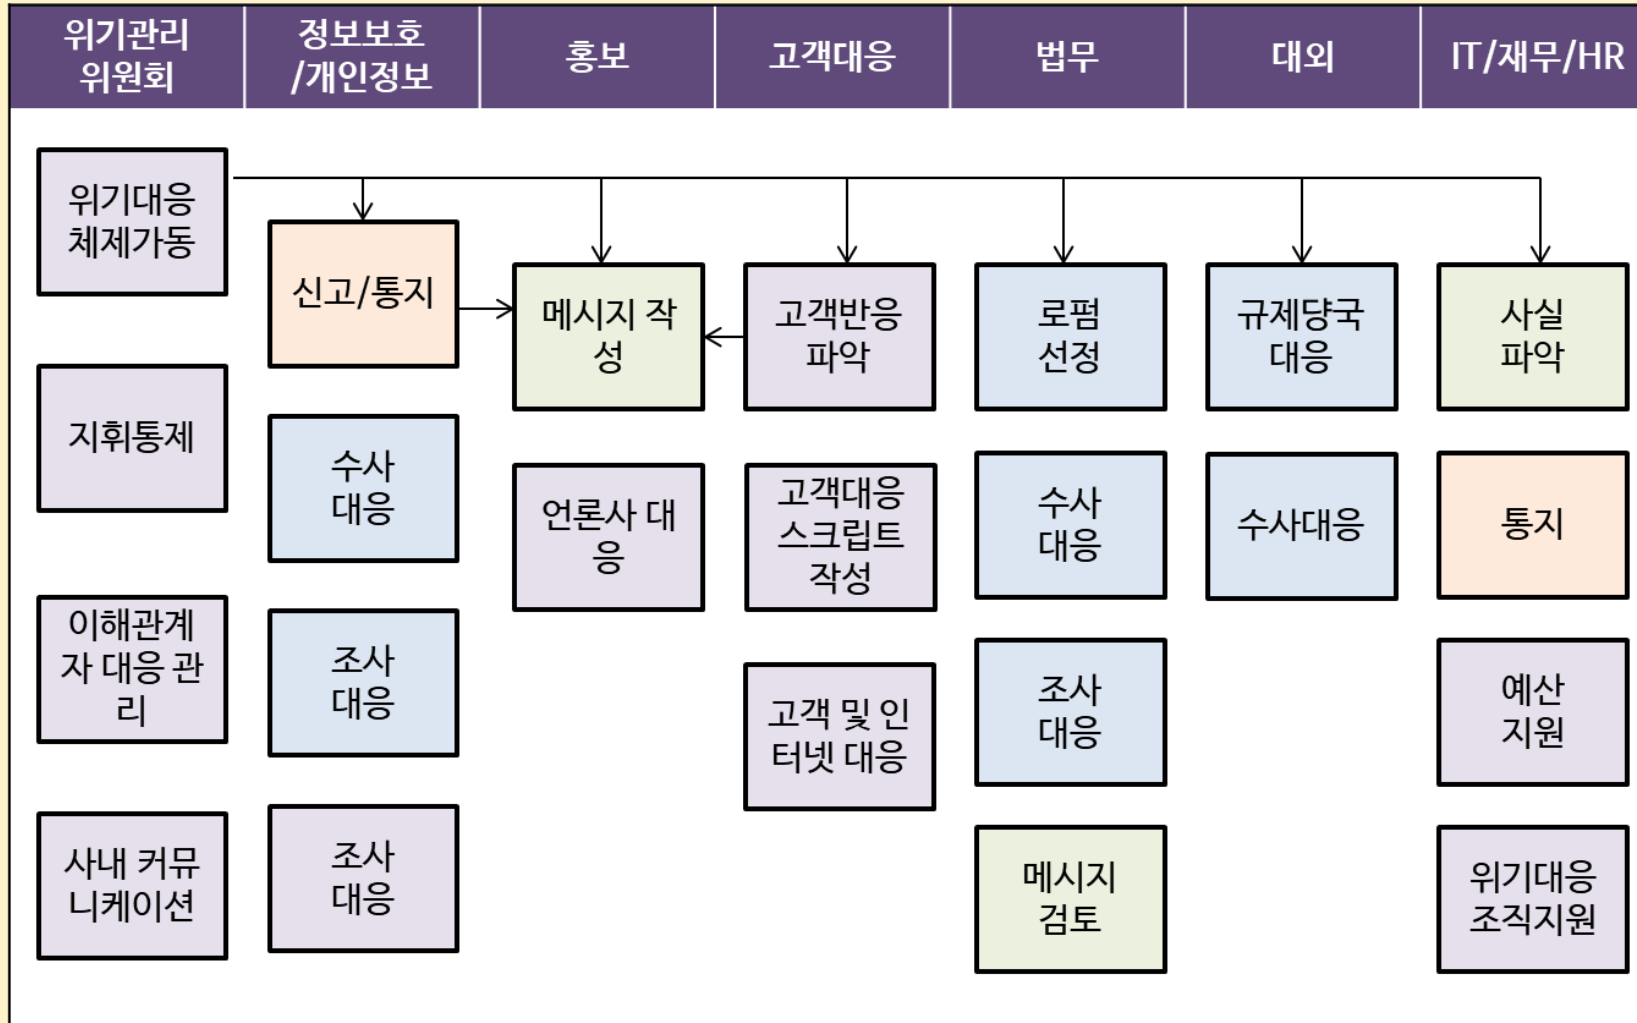 위기관리
위원회
정보보호
/개인정보
홍보
고객대응
법무
대외
IT/재무/HR
위기대응
체제가동
지휘통제
이해관계
자 대응 관
리
사내 커뮤
니케이션
신고/통지
수사
대응
조사
대응
조사
대응
메시지 작
성
언론사 대
응
고객반응
파악
고객대응
스크립트
작성
고객 및 인
터넷 대응
로펌
선정
수사
대응
조사
대응
메시지
검토
규제댱국
대응
수사대응
사실
파악
통지
예산
지원
위기대응
조직지원